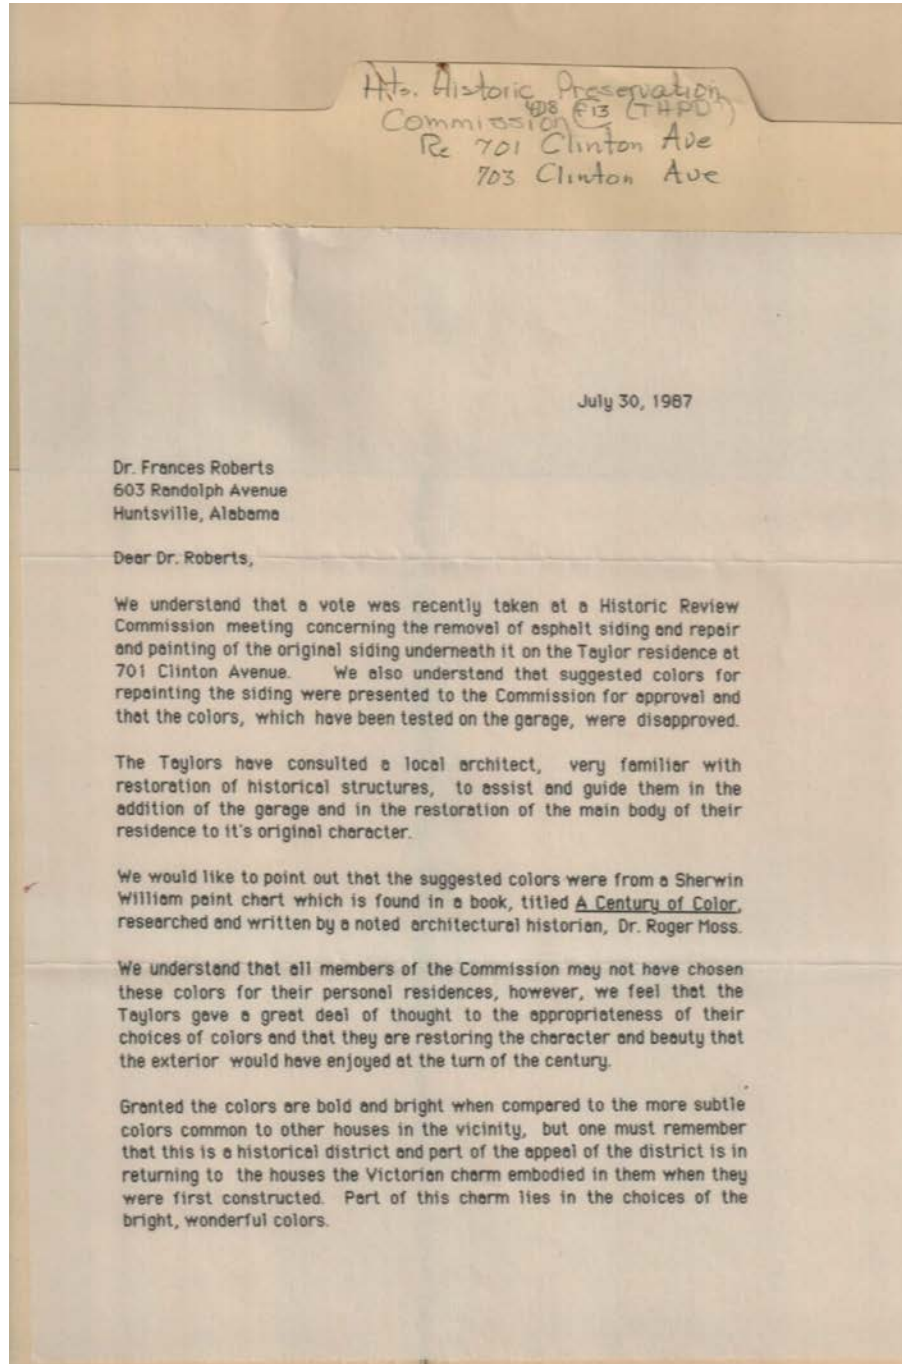 Hts. Historic Preservation
Commission 408 F13 (THPD)
Re 701 Clinton Ave
703 Clinton Ave
July 30, 1987
Dr. Frances Roberts
603 Randolph Avenue
Huntsville, Alabama
Dear Dr. Roberts,
We understand that a vote was recently taken at a Historic Review
Commission meeting concerning the removal of asphalt siding and repair
and painting of the original siding underneath it on the Taylor residence at
701 Clinton Avenue. We also understand that suggested colors for
repainting the siding were presented to the Commission for approval and
that the colors, which have been tested on the garage, were disapproved.
The Taylors have consulted a local architect, very familiar with
restoration of historical structures, to assist and guide them in the
addition of the garage and in the restoration of the main body of their
residence to it's original character.
We would like to point out that the suggested colors were from a Sherwin
William paint chart which is found in a book, titled A Century of Color,
researched and written by a noted architectural historian, Dr. Roger Moss.
We understand that all members of the Commission may not have chosen
these colors for their personal residences, however, we feel that the
Taylors gave a great deal of thought to the appropriateness of their
choices of colors and that they are restoring the character and beauty that
the exterior would have enjoyed at the turn of the century.
Granted the colors are bold and bright when compared to the more subtle
colors common to other houses in the vicinity, but one must remember
that this is a historical district and part of the appeal of the district is in
returning to the houses the Victorian charm embodied in them when they
were first constructed. Part of this charm lies in the choices of the
bright, wonderful colors.